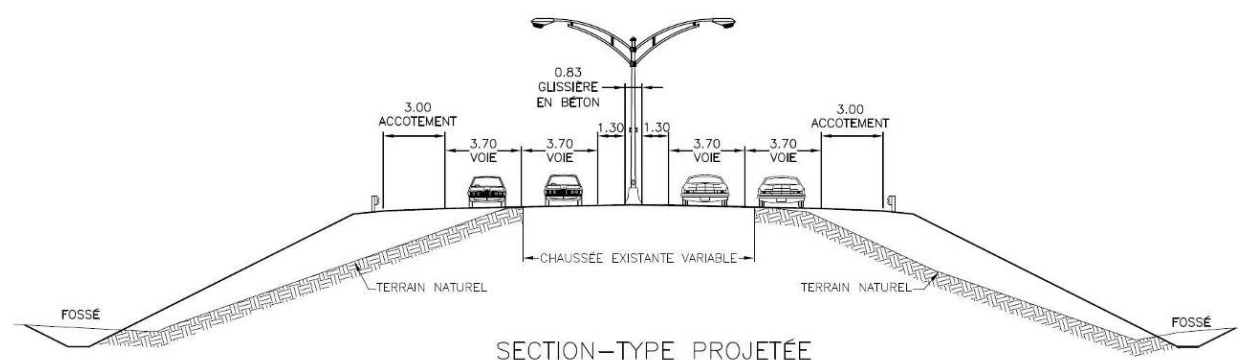 0.83
GLISSIÈRE
EN BÉTON
3.00
ACCOTEMENT
3.70
VOIE
3.70
VOIE
1.30
1.30
3.70
VOIE
3.70
VOIE
3.00
ACCOTEMENT
CHAUSSÉE EXISTANTE VARIABLE
TERRAIN NATUREL
TERRAIN NATUREL
FOSSÉ
FOSSÉ
SECTION-TYPE PROJETÉE